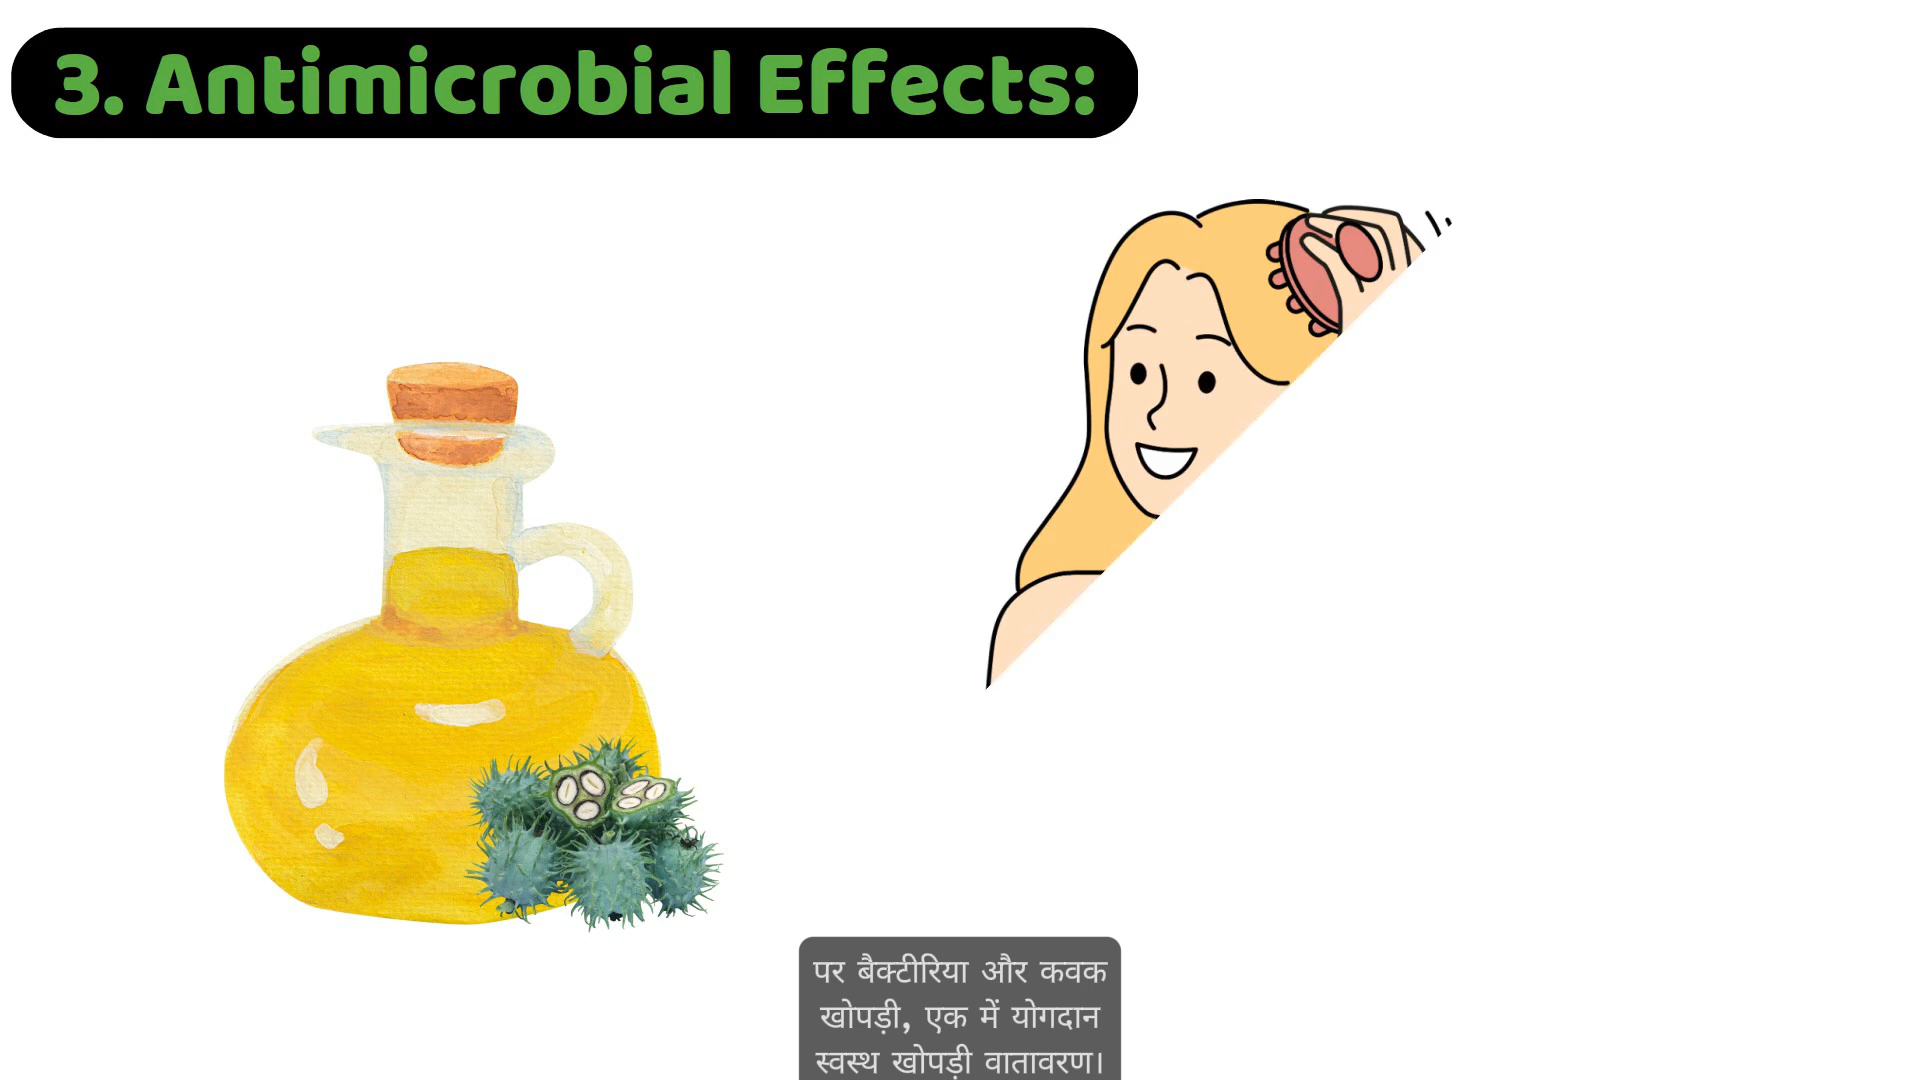 3. Antimicrobial Effects:
पर बैक्टीरिया और कवक
खोपड़ी, एक में योगदान
स्वस्थ खोपड़ी वातावरण।